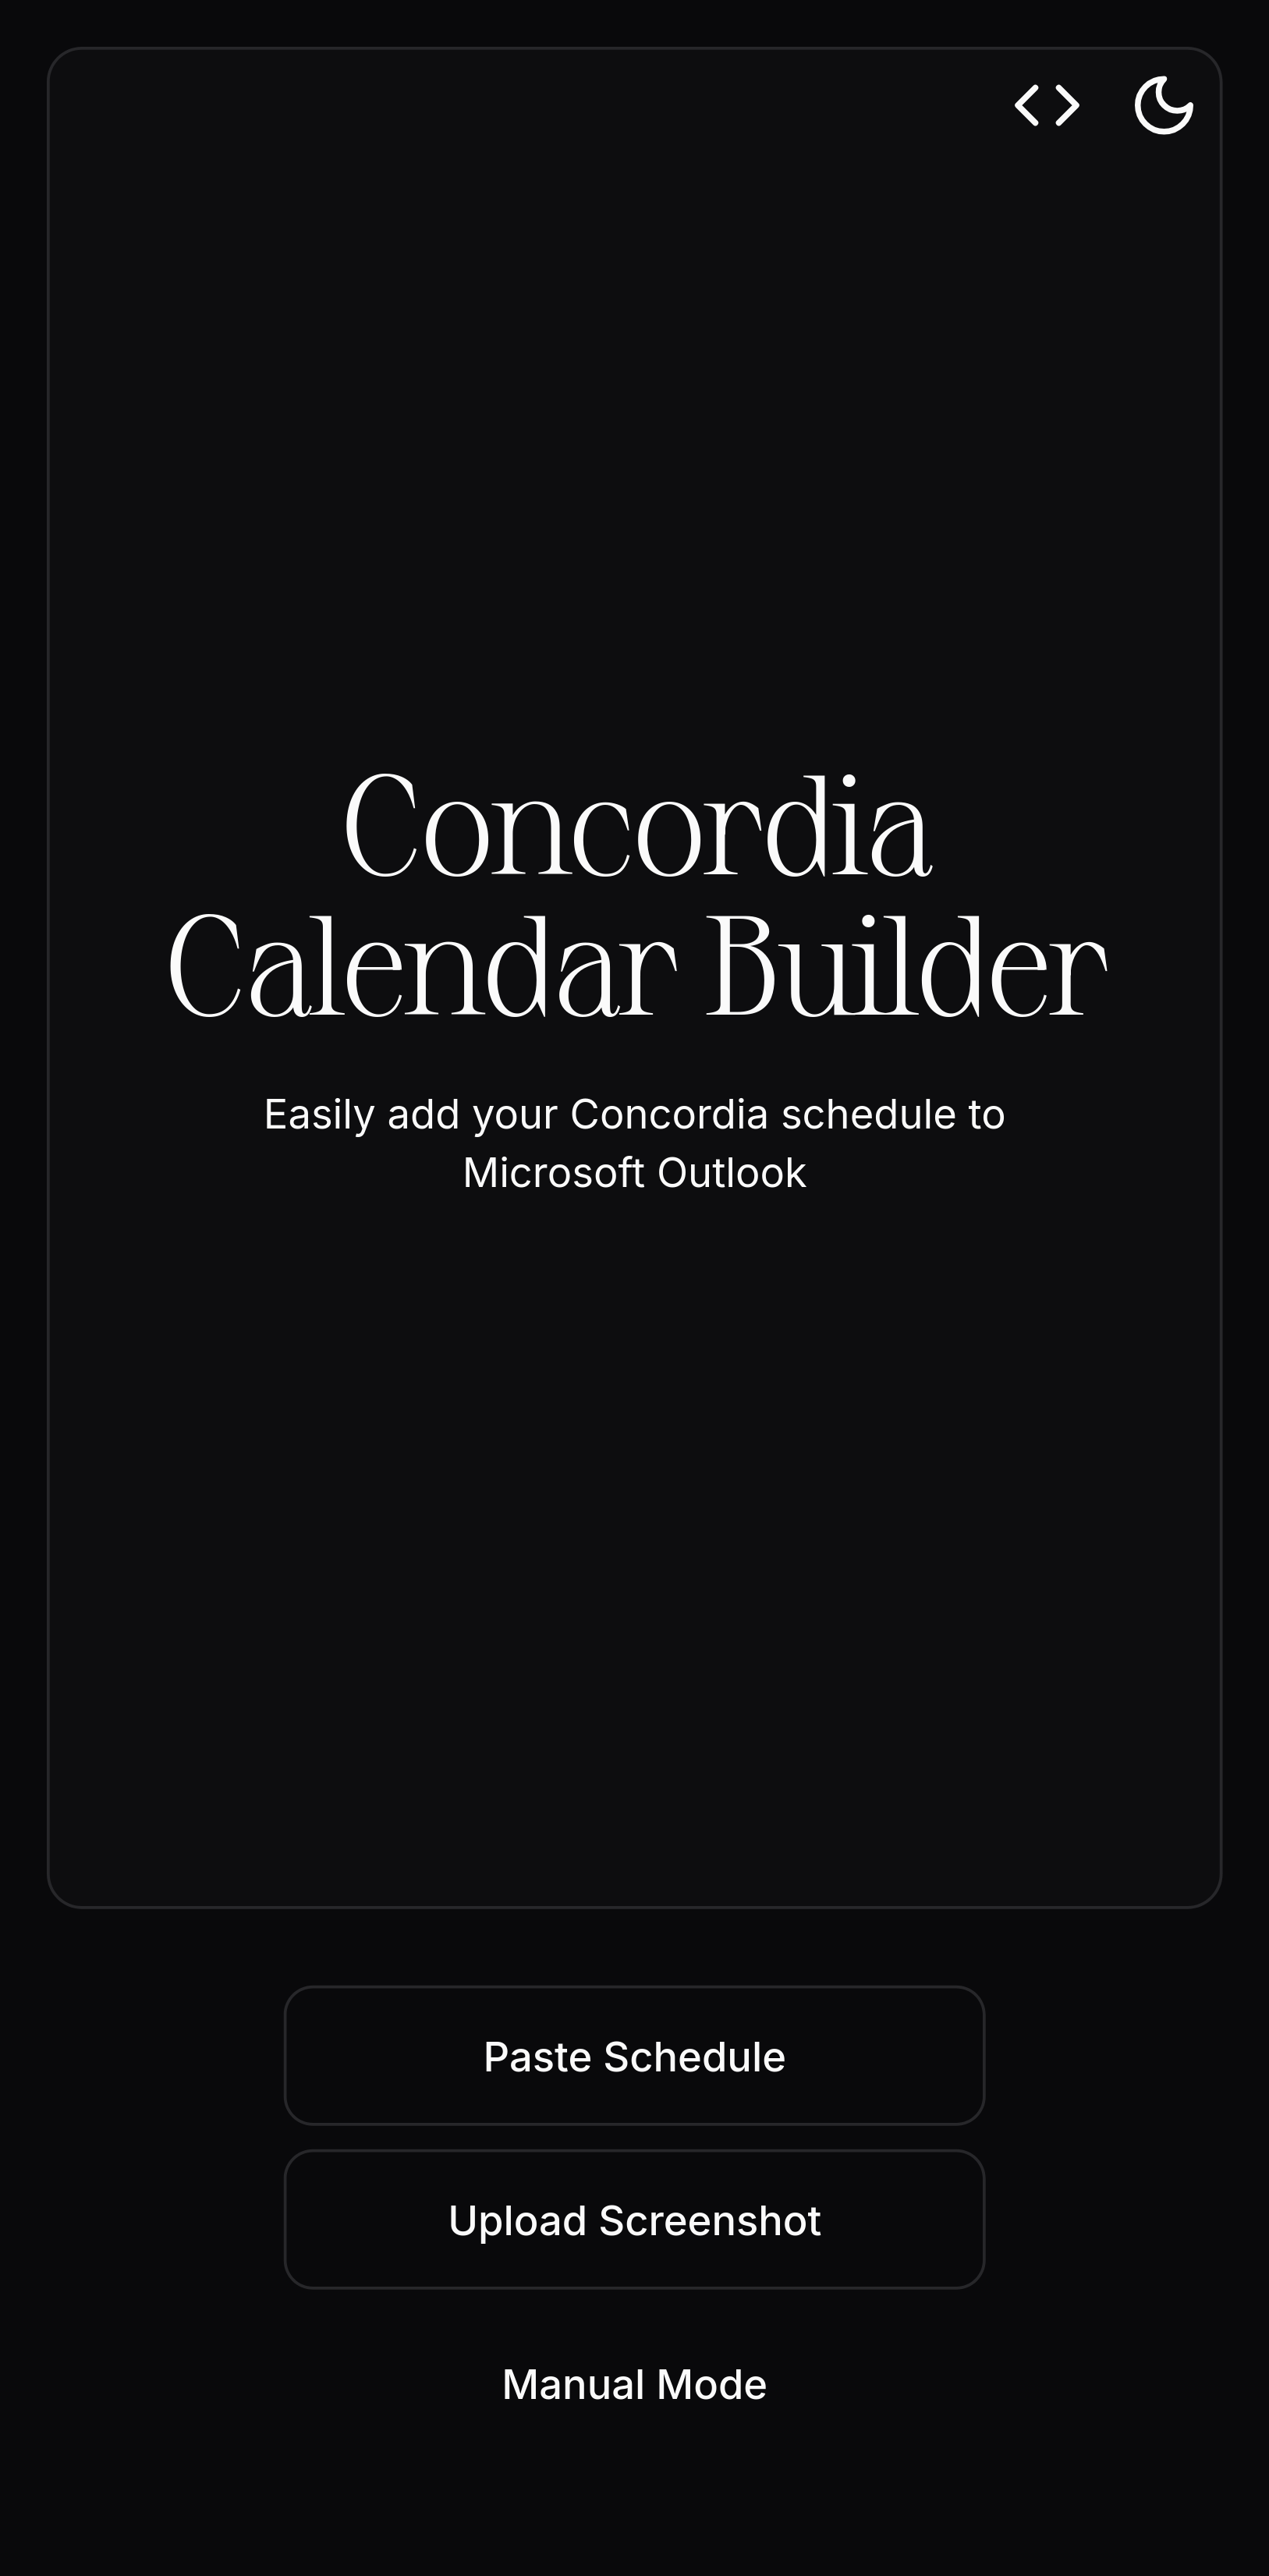 Concordia
Calendar Builder
Easily add your Concordia schedule to
Microsoft Outlook
Paste Schedule
Upload Screenshot
Manual Mode